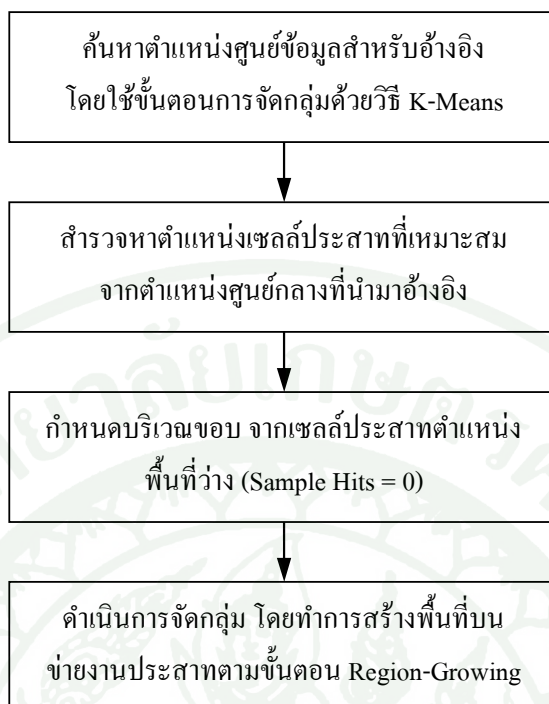 ค้นหาตำแหน่งศูนย์ข้อมูลสำหรับอ้างอิง
โดยใช้ขั้นตอนการจัดกลุ่มด้วยวิธี K-Means
สำรวจหาตำแหน่งเซลล์ประสาทที่เหมาะสม
จากตำแหน่งศูนย์กลางที่นำมาอ้างอิง
กำหนดบริเวณขอบ จากเซลล์ประสาทตำแหน่ง
พื้นที่ว่าง (Sample Hits = 0)
ดำเนินการจัดกลุ่ม โดยทำการสร้างพื้นที่บน
ข่ายงานประสาทตามขั้นตอน Region-Growing